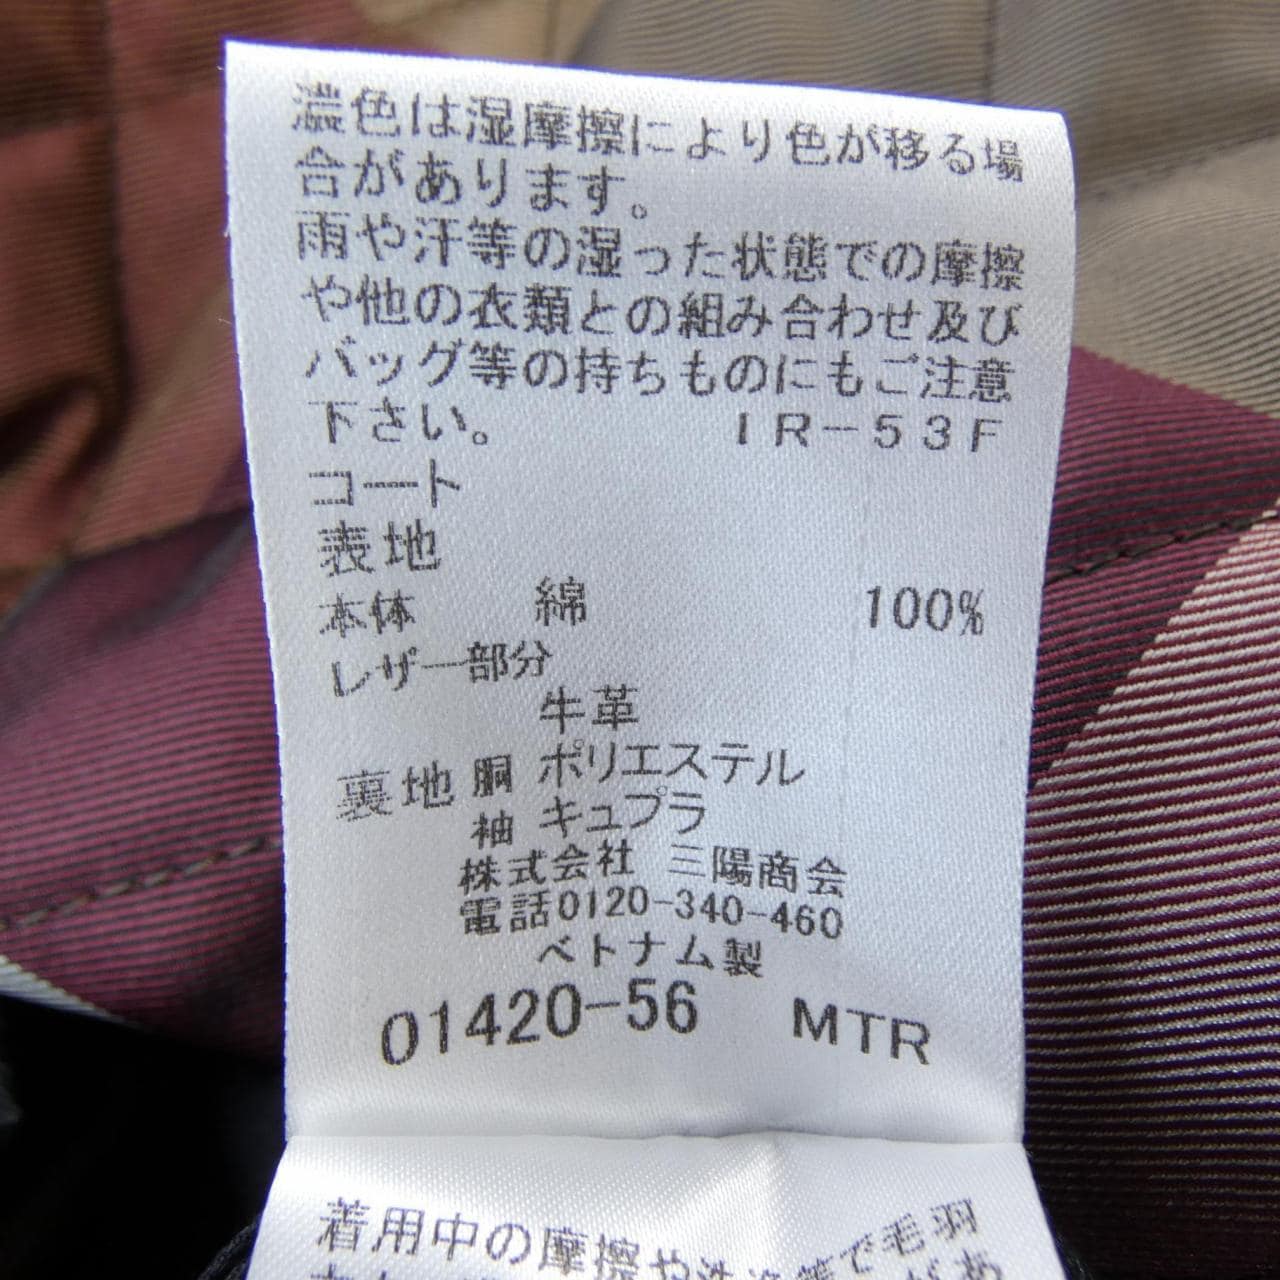 濃色は湿摩擦により色が移る場
合があります。
雨や汗等の湿った状態での摩擦
や他の衣類との組み合わせ及び
バッグ等の持ちものにもご注意
下さい。 IR-53F
コート
表地
本体 綿 100%
レザー部分
牛革
裏地 胴 ポリエステル
袖 キュプラ
株式会社 三陽商会
電話0120-340-460
ベトナム製
01420-56 MTR
着用中の摩擦や洗濯等で毛羽
があ